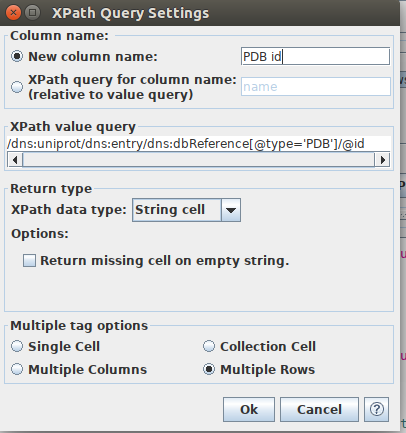 XPath Query Settings
Column name:
New column name:
PDB id
XPath query for column name:
(relative to value query)
name
XPath value query
/dns:uniprot/dns:entry/dns:dbReference[@type='PDB']/@id
Return type
XPath data type:
String cell
Options:
Return missing cell on empty string.
Multiple tag options
Single Cell
Collection Cell
Multiple Columns
Multiple Rows
Ok
Cancel
?